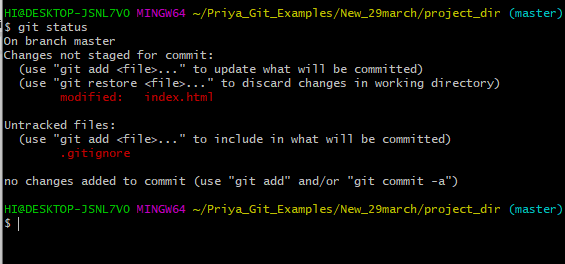 HI@DESKTOP-JSNL7VO MINGW64 ~/Priya_Git_Examples/New_29march/project_dir (master)
$ git status
On branch master
Changes not staged for commit:
  (use "git add <file>..." to update what will be committed)
  (use "git restore <file>..." to discard changes in working directory)
        modified:   index.html

Untracked files:
  (use "git add <file>..." to include in what will be committed)
        .gitignore

no changes added to commit (use "git add" and/or "git commit -a")

HI@DESKTOP-JSNL7VO MINGW64 ~/Priya_Git_Examples/New_29march/project_dir (master)
$